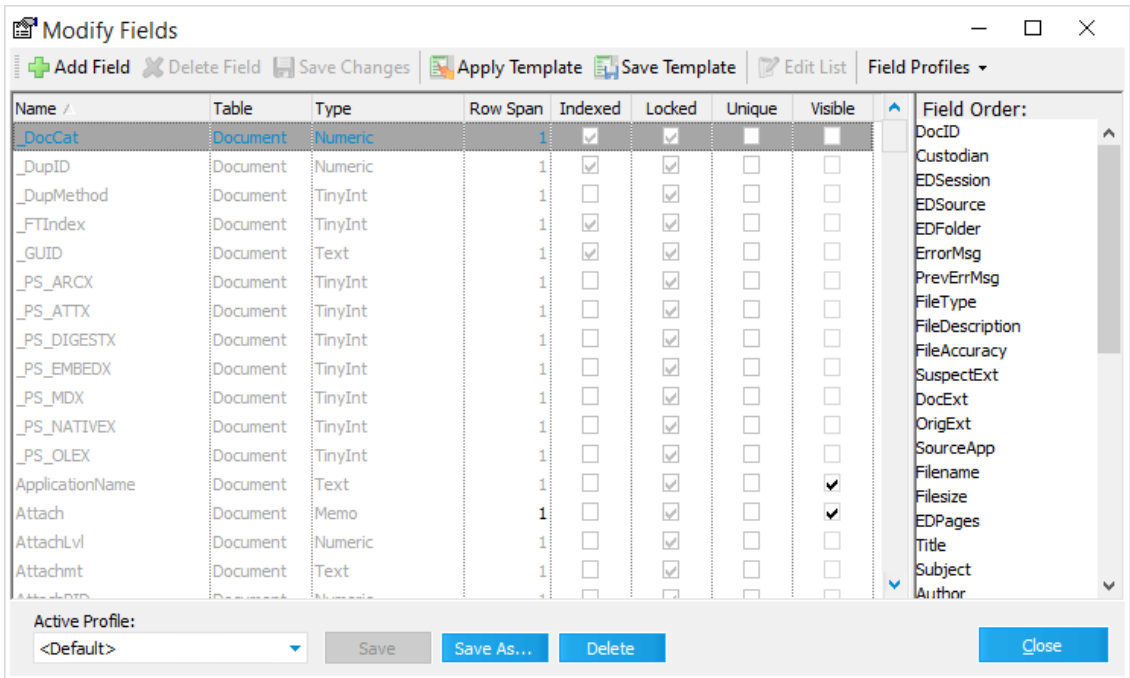 Modify Fields
Add Field Delete Field Save Changes Apply Template Save Template Edit List Field Profiles
Name Table Type Row Span Indexed Locked Unique Visible
_DocCat Document Numeric 1
_DupID Document Numeric 1
_DupMethod Document TinyInt 1
_FTIndex Document TinyInt 1
_GUID Document Text 1
_PS_ARCX Document TinyInt 1
_PS_ATTX Document TinyInt 1
_PS_DIGESTX Document TinyInt 1
_PS_EMBEDX Document TinyInt 1
_PS_MDX Document TinyInt 1
_PS_NATIVEX Document TinyInt 1
_PS_OLEX Document TinyInt 1
ApplicationName Document Text 1
Attach Document Memo 1
AttachLvl Document Numeric 1
Attachmt Document Text 1
AttachPID Document Numeric 1
Field Order:
DocID
Custodian
EDSession
EDSource
EDFolder
ErrorMsg
PrevErrMsg
FileType
FileDescription
FileAccuracy
SuspectExt
DocExt
OrigExt
SourceApp
Filename
Filesize
EDPages
Title
Subject
Author
Active Profile:
<Default> Save Save As... Delete Close